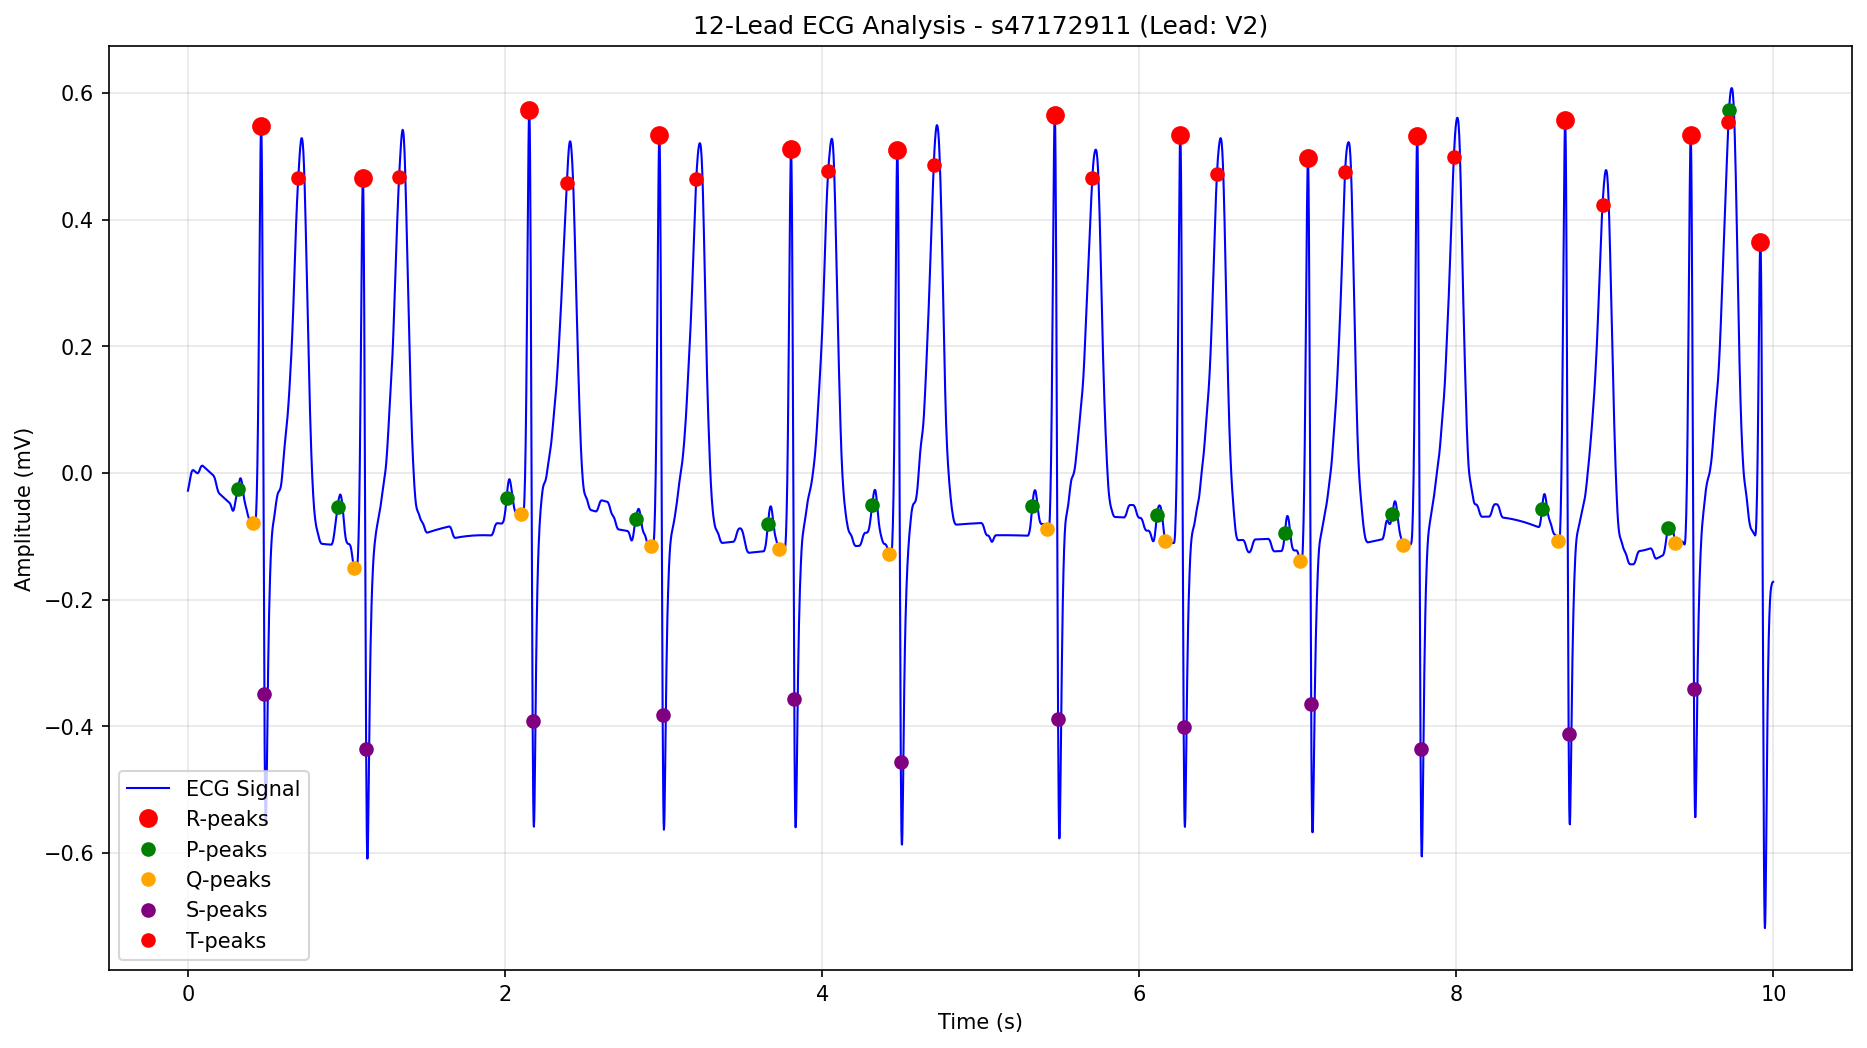 12-Lead ECG Analysis - s47172911 (Lead: V2)
Amplitude (mV)
0.6
0.4
0.2
0.0
−0.2
−0.4
−0.6
ECG Signal
R-peaks
P-peaks
Q-peaks
S-peaks
T-peaks
0 2 4 6 8 10
Time (s)